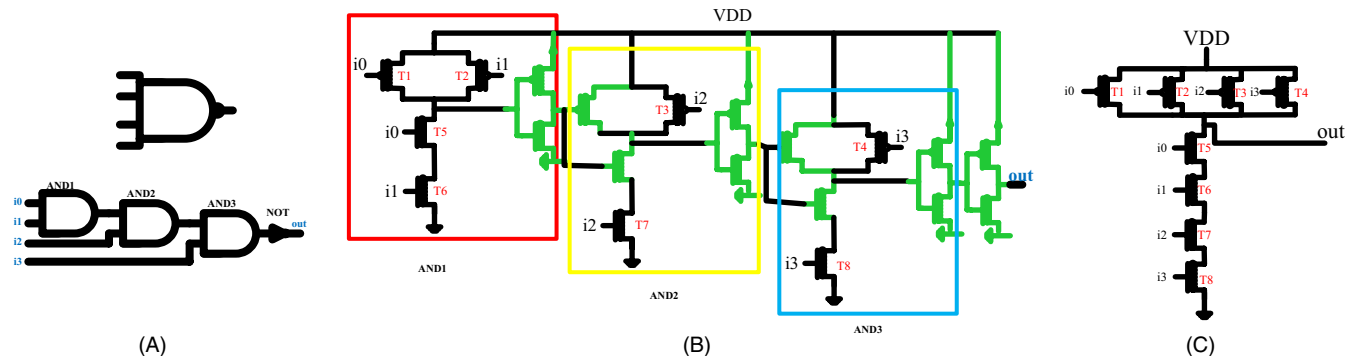 AND1
AND2
AND3
NOT
i0
i1
i2
i3
out
(A)
VDD
i0
T1
T2
i1
i0
T5
i1
T6
AND1
T3
i2
i2
T7
AND2
T4
i3
i3
T8
AND3
out
(B)
VDD
i0
T1
i1
T2
i2
T3
i3
T4
out
i0
T5
i1
T6
i2
T7
i3
T8
(C)